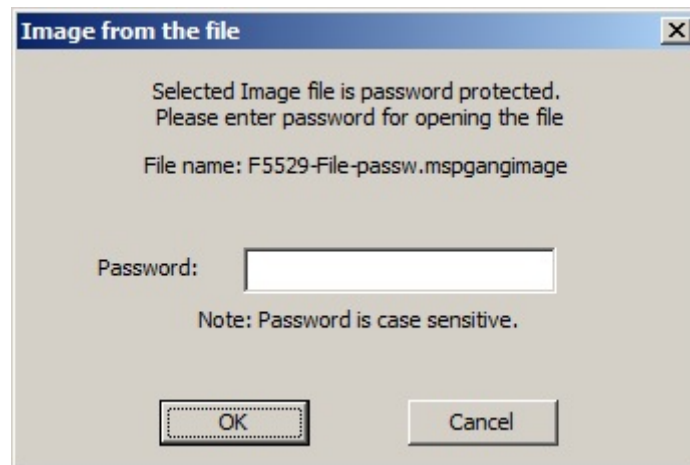 Image from the file
Selected Image file is password protected.
Please enter password for opening the file
File name: F5529-File-passw.mspgangimage
Password:
Note: Password is case sensitive.
OK
Cancel